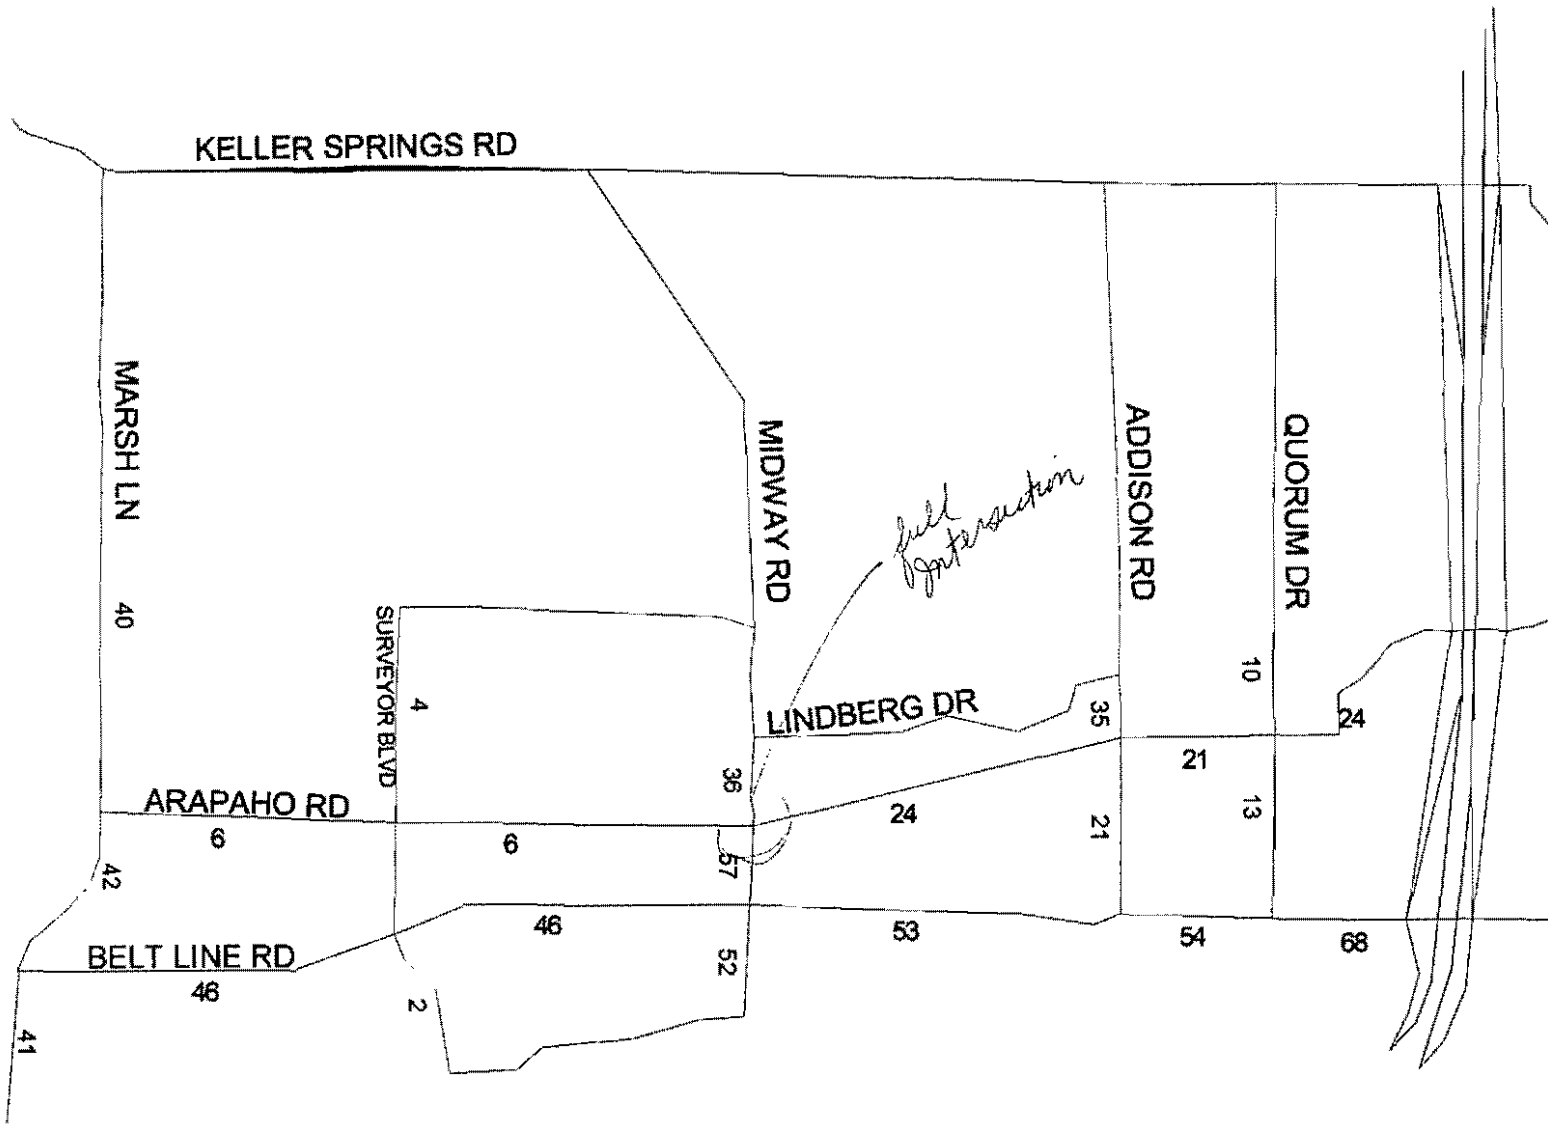 KELLER SPRINGS RD
MARSH LN
MIDWAY RD
ADDISON RD
QUORUM DR
full
Intersection
40
SURVEYOR BLVD
4
10
LINDBERG DR
35
24
36
21
ARAPAHO RD
6
6
24
21
13
42
57
46
53
54
68
BELT LINE RD
46
52
2
41